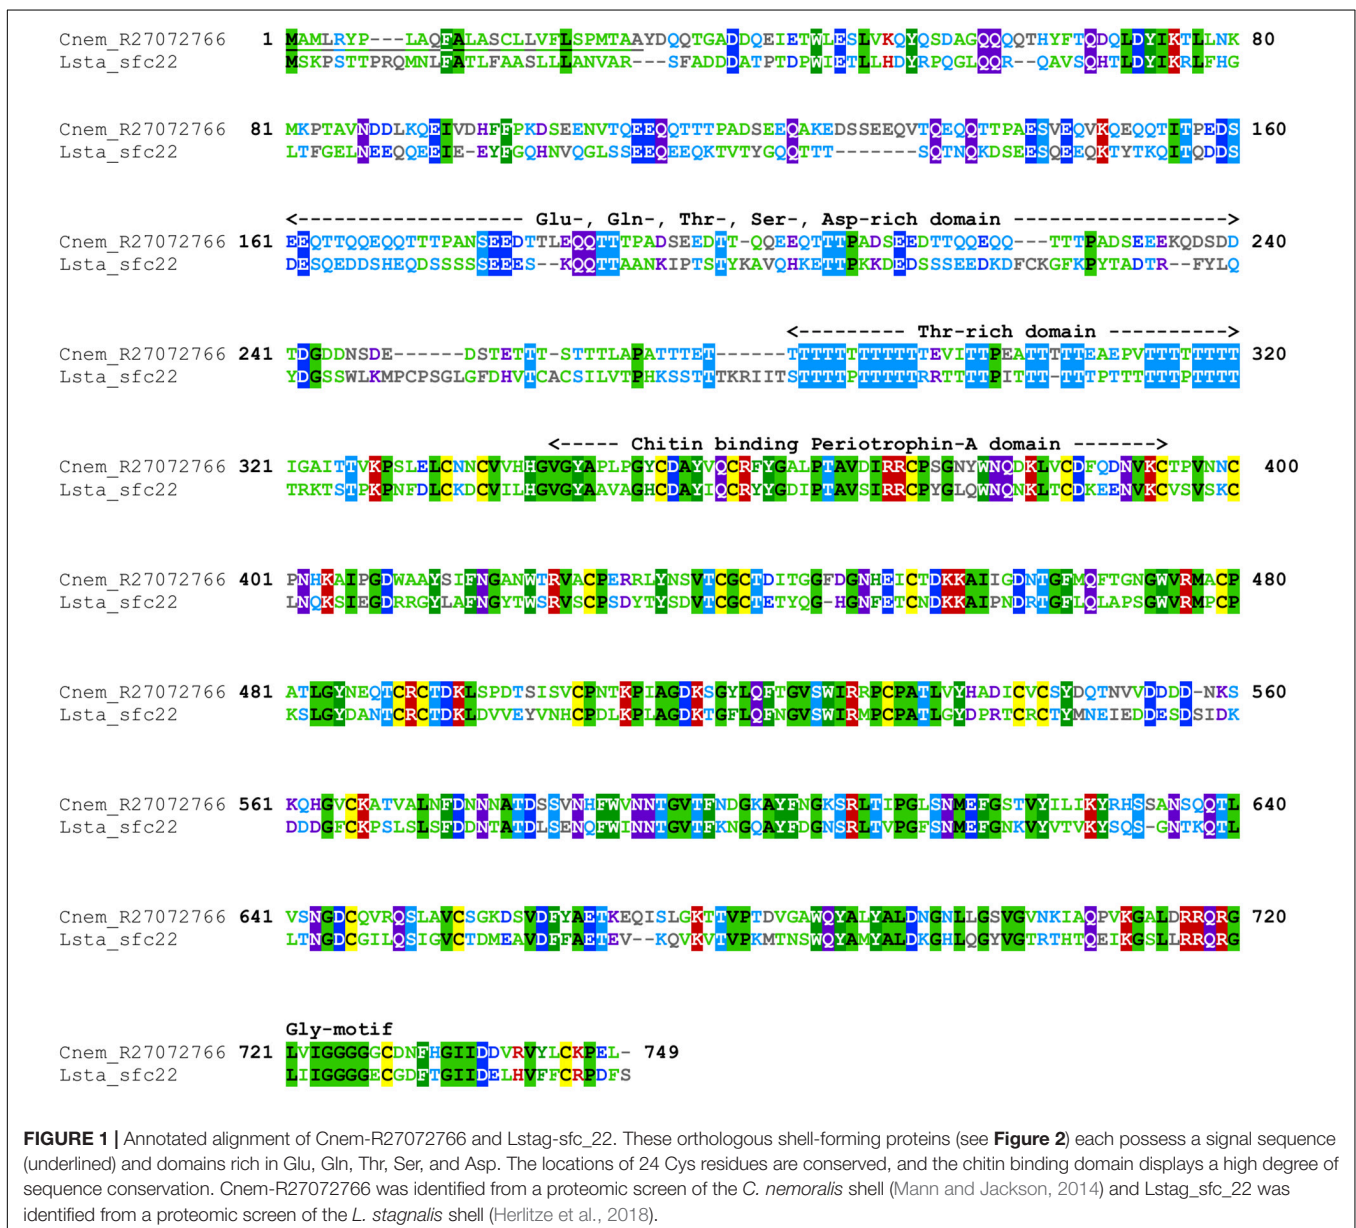 Cnem_R27072766 1 MAMLRYP---LAQFALASCLLVFLSPMTAAYDQQTGADDQEIETWLESLVKQYQSDAGQQQQTHYFTQDQLDYIKTLLNK 80
Lsta_sfc22 MSKPSTTPRQMNLFATLFAASLLLANVAR---SFADDDATPTDPWIETLLHDYRPQGLQQR--QAVSQHTLDYIKRLFHG
Cnem_R27072766 81 MKPTAVNDDLKQEIVDHFFPKDSEENVTQEEQQTTTPADSEEQAKEDSSEEQVTQEQQTTPAESVEQVKQEQQTITPEDS 160
Lsta_sfc22 LTFGELNEEQQEEIE-EYFGQHNVQGLSSEEQEEQKTVTYGQQTTT-------SQTNQKDSEESQEEQKTYTKQITQDDS
<------------------- Glu-, Gln-, Thr-, Ser-, Asp-rich domain ------------------>
Cnem_R27072766 161 EEQTTQQEQQTTTPANSEEDTTLEQQTTTPADSEEDTT-QQEEQTTTPADSEEDTTQQEQQ---TTTPADSEEEKQDSDD 240
Lsta_sfc22 DESQEDDSHEQDSSSSSEEEES--KQQTTAANKIPTSTYKAVQHKETTPKKDEDSSSEEDKDFCKGFKPYTADTR--FYLQ
<--------- Thr-rich domain ---------->
Cnem_R27072766 241 TDGDDNSDE------DSTETTT-STTTLAPATTTET------TTTTTTTTTTTTEVITTPEATTTTTEAEPVTTTTTTTTT 320
Lsta_sfc22 YDGSSWLKMPCPSGLGFDHVTCACSILVTPHKSSTTTKRIITSTTTTPTTTTTRRTTTTPITTT-TTTPTTTTTTTPTTTT
<----- Chitin binding Periotrophin-A domain ------->
Cnem_R27072766 321 IGAITTVKPSLELCNNCVVHHGVGYAPLPGYCDAYVQCRFYGALPTAVDIRRCPSGNYWNQDKLVCDFQDNVKCTPVNNC 400
Lsta_sfc22 TRKTSTPKPNFDLCKDCVILHGVGYAAVAGHCDAYIQCRYYGDIPTAVSIRRCPYGLQWNQNKLTCDKEENVKCVSVSKC
Cnem_R27072766 401 PNHKAIPGDWAAYSIFNGANWTRVACPERRLYNSVTCGCTDITGGFDGNHEICTDKKAIIGDNTGFMQFTGNGWVRMACP 480
Lsta_sfc22 LNQKSIEGDRRGYLAFNGYTWSRVSCPSDYTYSDVTCGCTETYQG-HGNFETCNDKKAIPNDRTGFLQLAPSGWVRMPCP
Cnem_R27072766 481 ATLGYNEQTCRCTDKLSPDTSISVCPNTKPIAGDKSGYLQFTGVSWIRRPCPATLVYHADICVCSYDQTNVVDDDD-NKS 560
Lsta_sfc22 KSLGYDANTCRCTDKLDVVEYVNHCPDLKPLAGDKTGFLQFNGVSWIRMPCPATLGYDPRTCRCTYMNEIEDDESDSIDK
Cnem_R27072766 561 KQHGVCKATVALNFDNNNATDSSVNHFWVNNTGVTFNDGKAYFNGKSRLTIPGLSNMEFGSTVYILIKYRHSSANSQQTL 640
Lsta_sfc22 DDDGFCKPSLSLSFDDNTATDLSENQFWINNTGVTFKNGQAYFDGNSRLTVPGFSNMEFGNKVYVTVKYSQS-GNTKQTL
Cnem_R27072766 641 VSNGDCQVRQSLAVCSGKDSVDFYAETKEQISLGKTTVPTDVGAWQYALYALDNGNLLGSVGVNKIAQPVKGALDRRQRG 720
Lsta_sfc22 LTNGDCGILQSIGVCTDMEAVDFFAETEV--KQVKVTVPKMTNSWQYAMYALDKGHLQGYVGTRTHTQEIKGSLLRRQRG
Gly-motif
Cnem_R27072766 721 LVIGGGGGCDNFHGIIDDVRVYLCKPEL- 749
Lsta_sfc22 LIIGGGGECGDFTGIIDELHVFFCRPDFS
FIGURE 1 | Annotated alignment of Cnem-R27072766 and Lstag-sfc_22. These orthologous shell-forming proteins (see Figure 2) each possess a signal sequence
(underlined) and domains rich in Glu, Gln, Thr, Ser, and Asp. The locations of 24 Cys residues are conserved, and the chitin binding domain displays a high degree of
sequence conservation. Cnem-R27072766 was identified from a proteomic screen of the C. nemoralis shell (Mann and Jackson, 2014) and Lstag_sfc_22 was
identified from a proteomic screen of the L. stagnalis shell (Herlitze et al., 2018).